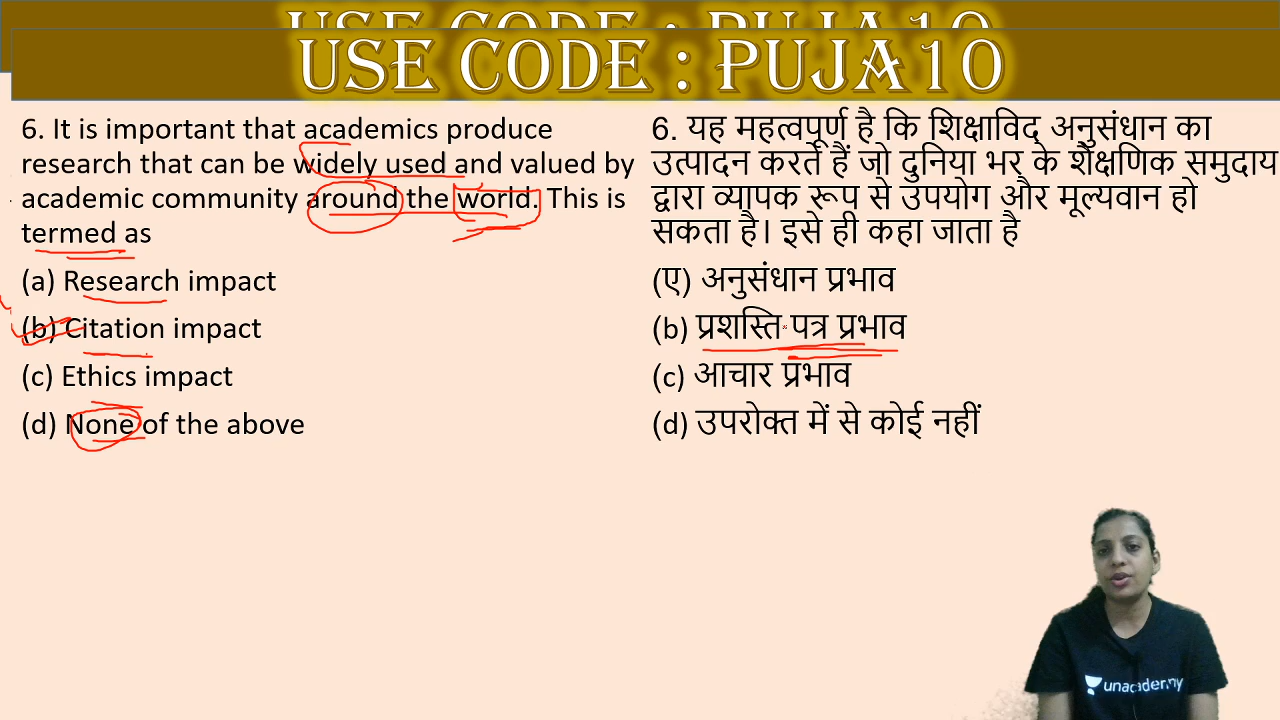 USE CODE : PUJA10
USE CODE : PUJA10
6. It is important that academics produce
research that can be widely used and valued by
academic community around the world. This is
termed as
(a) Research impact
(b) Citation impact
(c) Ethics impact
(d) None of the above
6. यह महत्वपूर्ण है कि शिक्षाविद् अनुसंधान का
उत्पादन करते हैं जो दुनिया भर के शैक्षणिक समुदाय
द्वारा व्यापक रूप से उपयोग और मूल्यवान हो
सकता है। इसे ही कहा जाता है
(ए) अनुसंधान प्रभाव
(b) प्रशस्ति पत्र प्रभाव
(c) आचार प्रभाव
(d) उपरोक्त में से कोई नहीं
unacademy